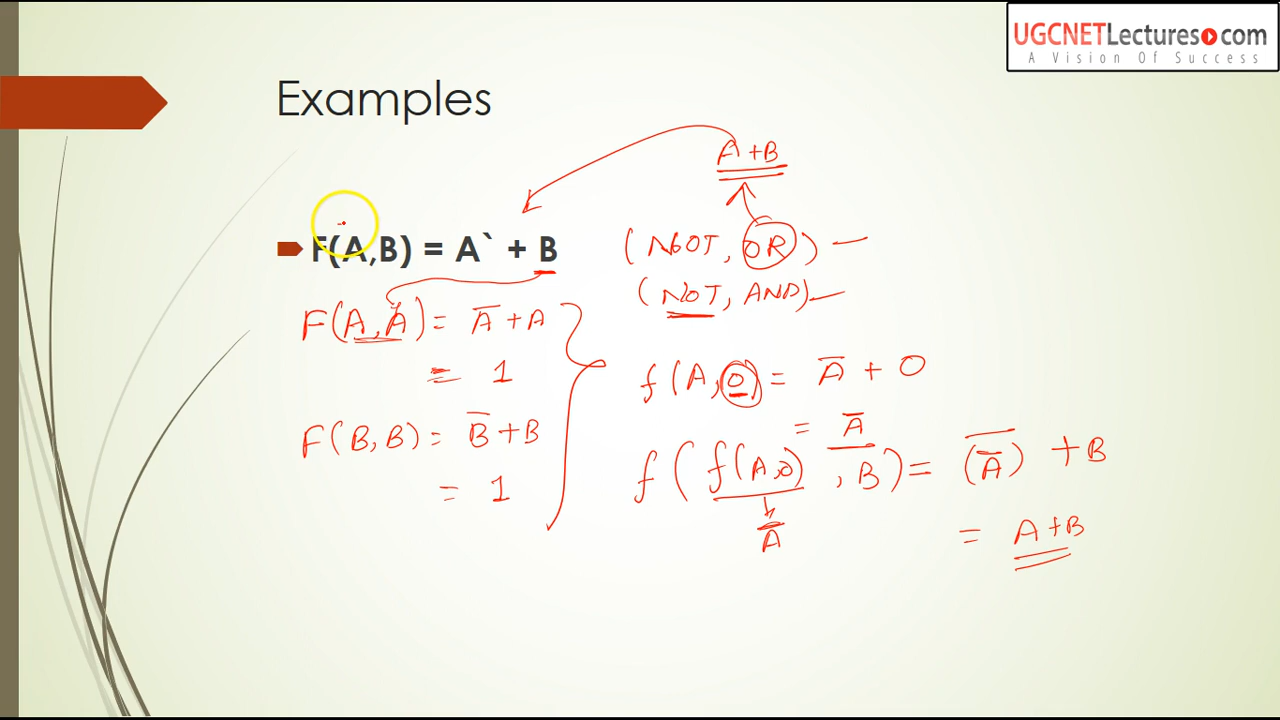 UGCNETLectures.com
A Vision Of Success
Examples
A+B
F(A,B) = A` + B
(NOT, OR) —
(NOT, AND) —
F(A,A) = A̅ + A
= 1
F(B,B) = B̅ + B
= 1
f(A,0) = A̅ + 0
= A̅
f(f(A,0), B) = (A̅)̅ + B
A̅
= A+B